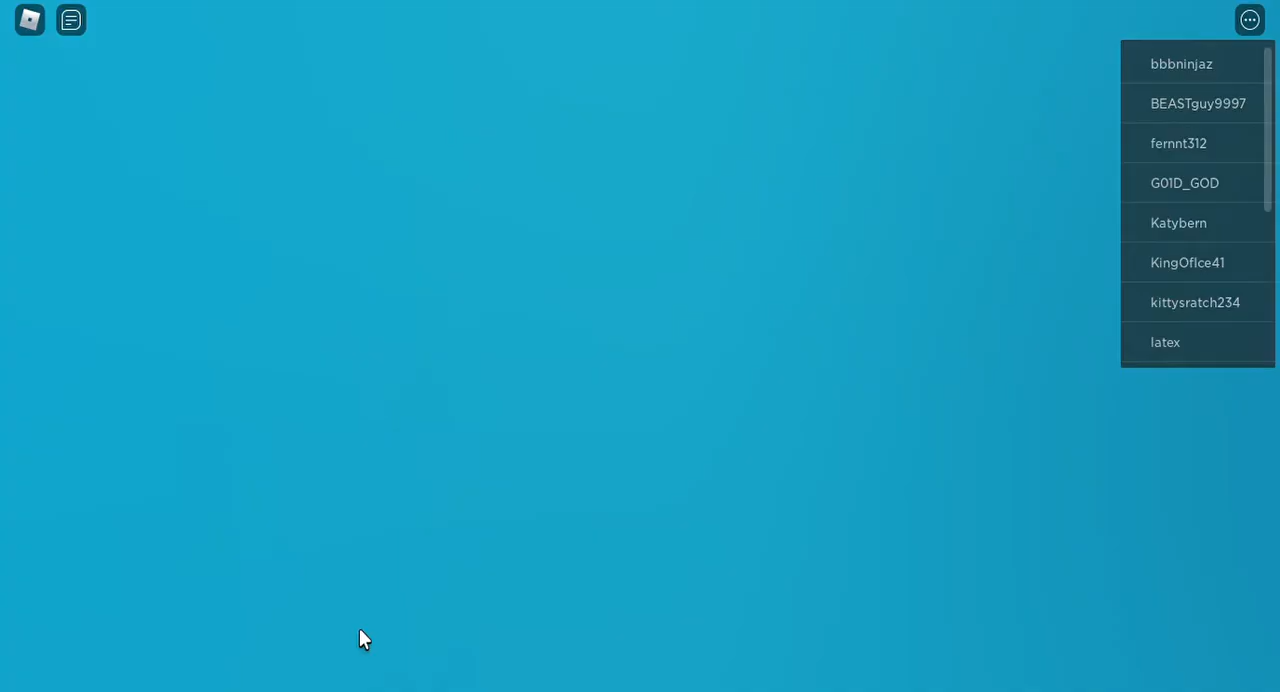 bbbninjaz
BEASTguy9997
fernnt312
G01D_GOD
Katybern
KingOfIce41
kittysratch234
latex